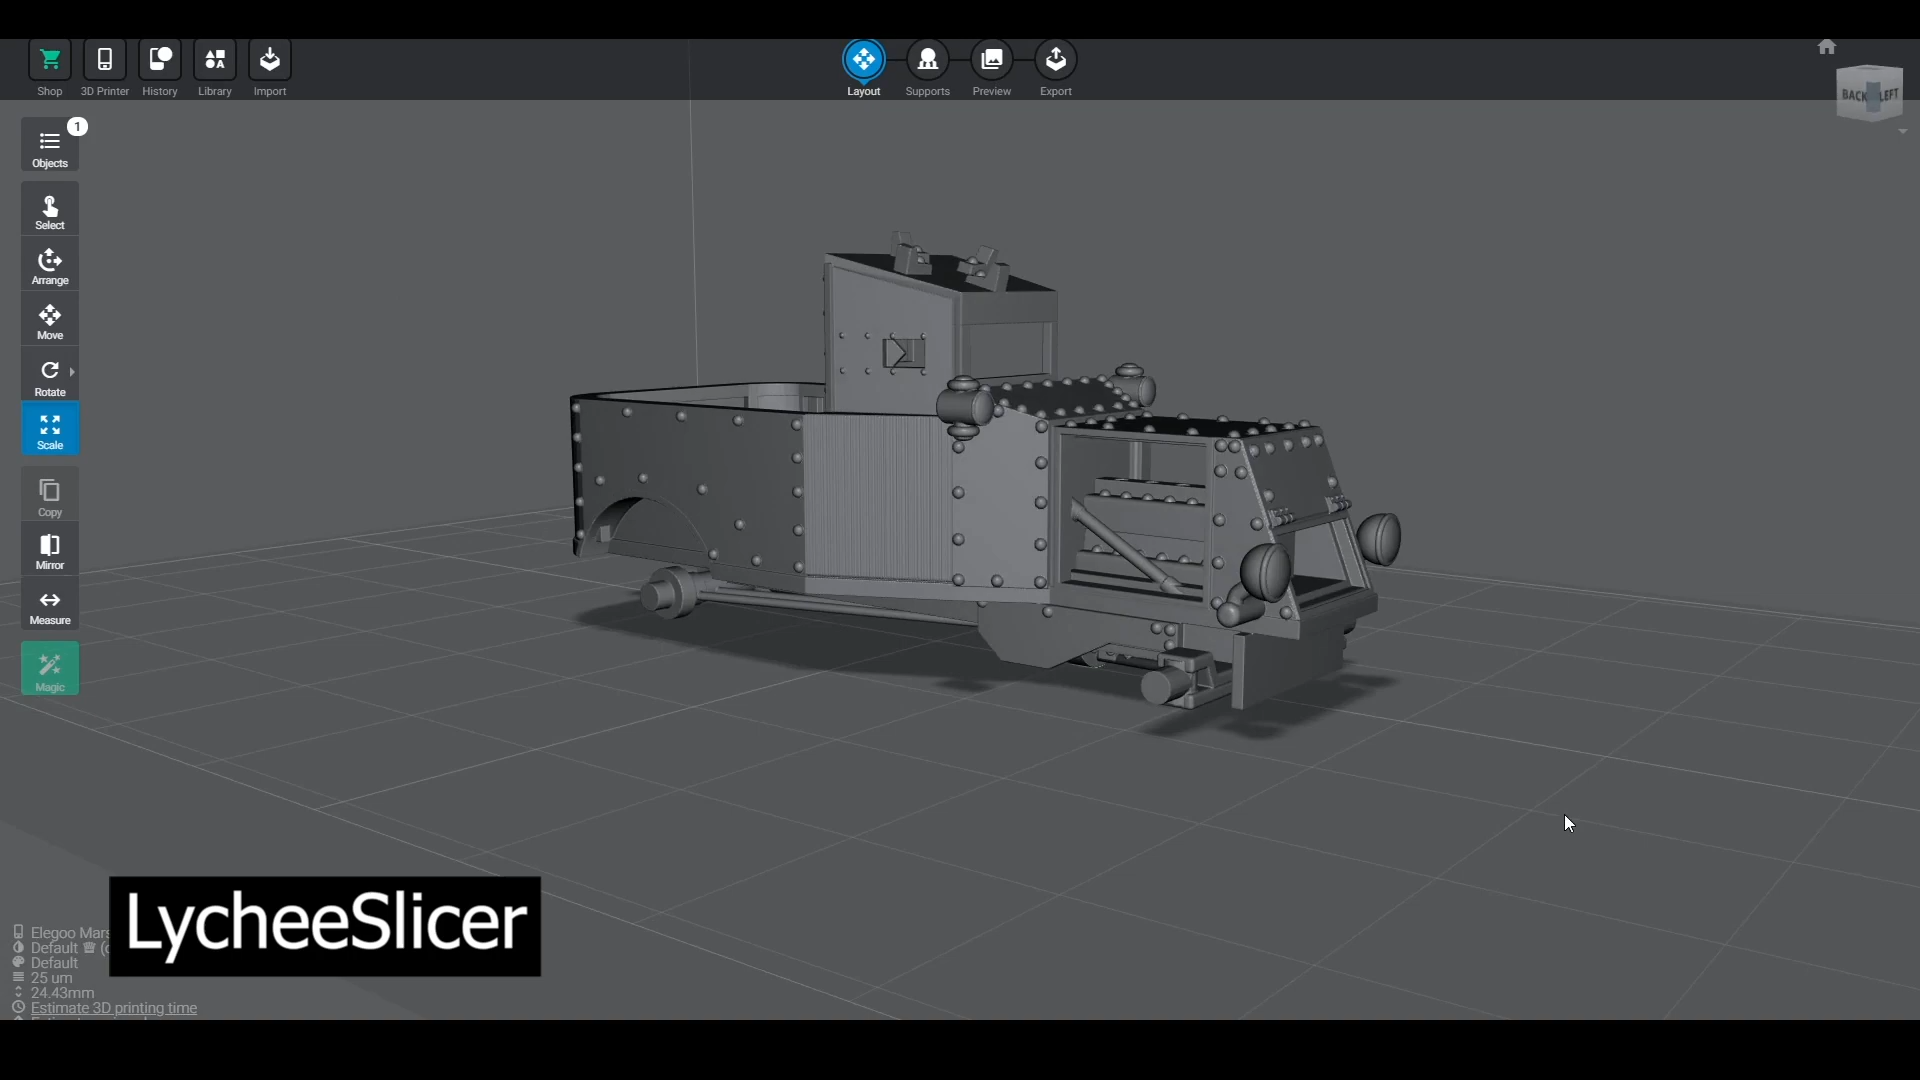 Shop
3D Printer
History
Library
Import
Layout
Supports
Preview
Export
BACK
LEFT
1
Objects
Select
Arrange
Move
Rotate
Scale
Copy
Mirror
Measure
Magic
LycheeSlicer
Elegoo Mars
Default
Default
25 um
24.43mm
Estimate 3D printing time